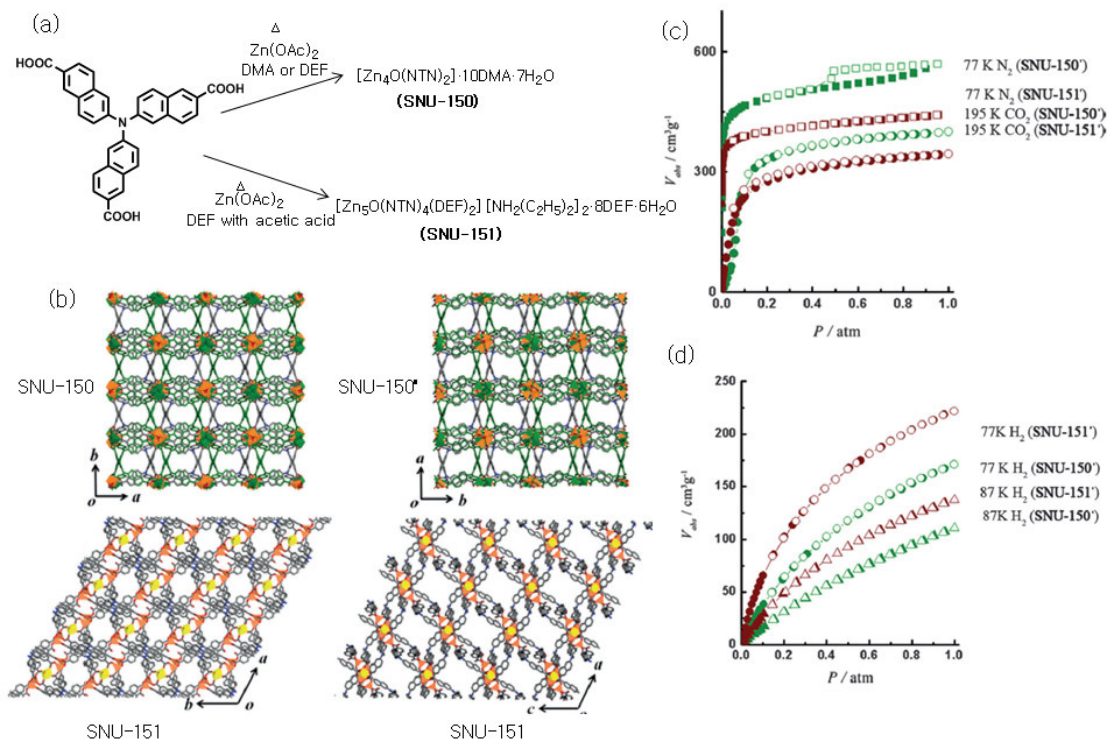 (a)
HOOC
COOH
N
COOH
△
Zn(OAc)2
DMA or DEF
[Zn4O(NTN)2]·10DMA·7H2O
(SNU-150)
△
Zn(OAc)2
DEF with acetic acid
[Zn5O(NTN)4(DEF)2][NH2(C2H5)2]2·8DEF·6H2O
(SNU-151)
(b)
SNU-150
b
o
a
SNU-150'
a
o
b
a
b
o
SNU-151
a
c
SNU-151
(c)
600
300
0
Vabs / cm3g-1
0.0 0.2 0.4 0.6 0.8 1.0
P / atm
77 K N2 (SNU-150')
77 K N2 (SNU-151')
195 K CO2 (SNU-150')
195 K CO2 (SNU-151')
(d)
250
200
150
100
50
0
Vabs / cm3g-1
0.0 0.2 0.4 0.6 0.8 1.0
P / atm
77K H2 (SNU-151')
77K H2 (SNU-150')
87K H2 (SNU-151')
87K H2 (SNU-150')